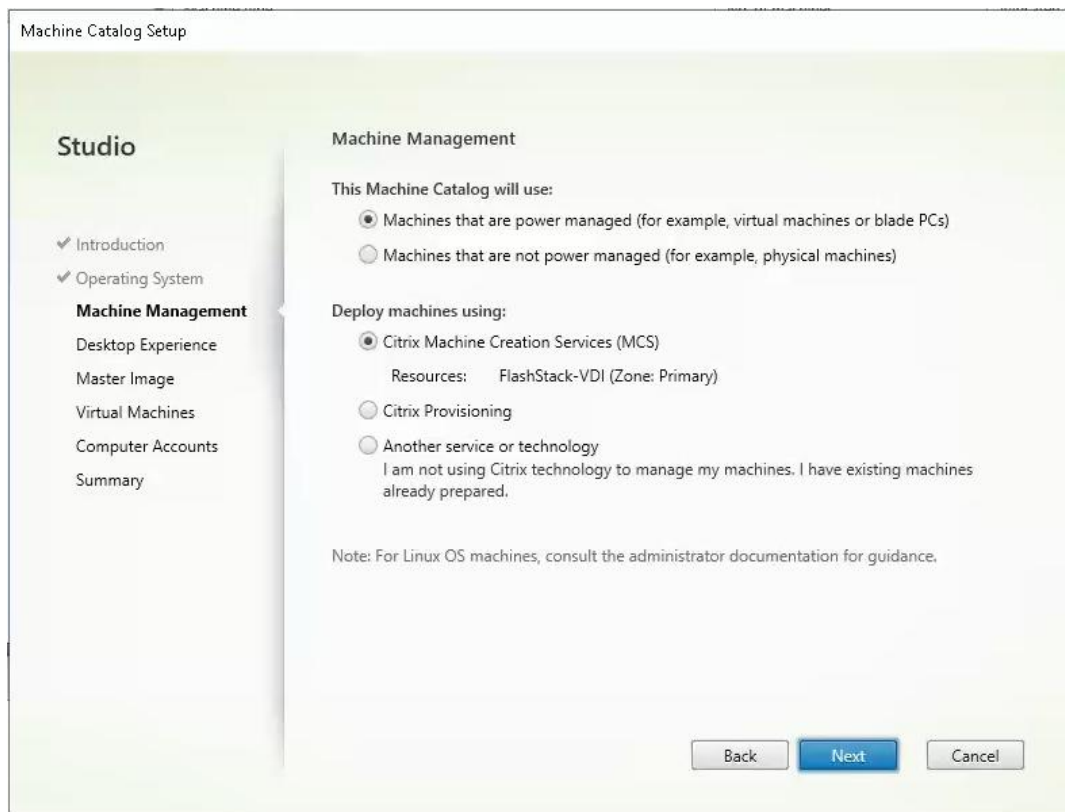 Machine Catalog Setup
Studio
Introduction
Operating System
Machine Management
Desktop Experience
Master Image
Virtual Machines
Computer Accounts
Summary
Machine Management
This Machine Catalog will use:
Machines that are power managed (for example, virtual machines or blade PCs)
Machines that are not power managed (for example, physical machines)
Deploy machines using:
Citrix Machine Creation Services (MCS)
Resources: FlashStack-VDI (Zone: Primary)
Citrix Provisioning
Another service or technology
I am not using Citrix technology to manage my machines. I have existing machines
already prepared.
Note: For Linux OS machines, consult the administrator documentation for guidance.
Back Next Cancel